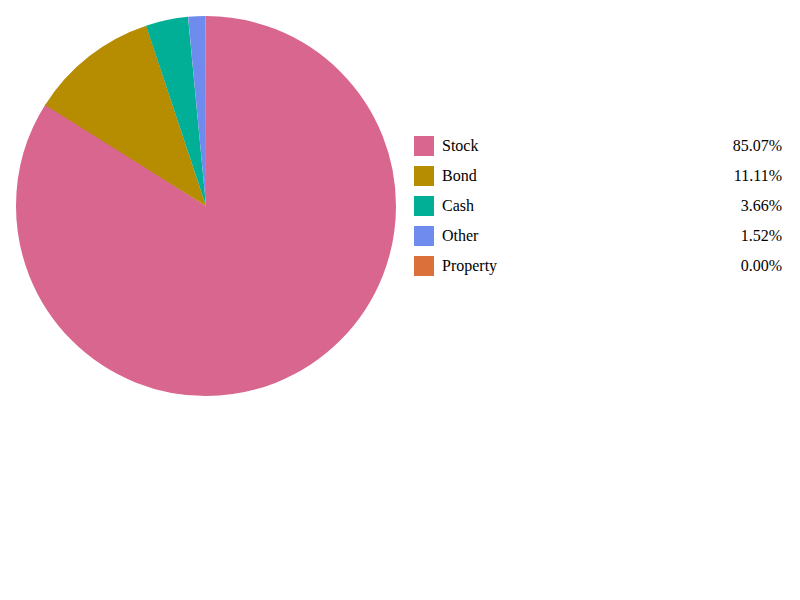 Stock 85.07%
Bond 11.11%
Cash 3.66%
Other 1.52%
Property 0.00%